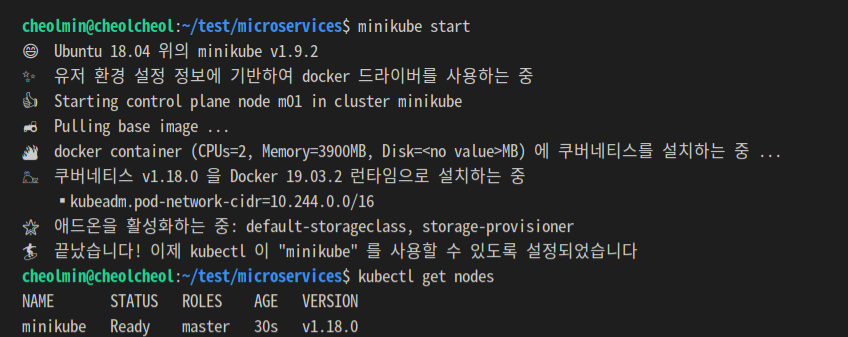 cheolmin@cheolcheol:~/test/microservices$ minikube start
😄 Ubuntu 18.04 위의 minikube v1.9.2
✨ 유저 환경 설정 정보에 기반하여 docker 드라이버를 사용하는 중
👍 Starting control plane node m01 in cluster minikube
🚜 Pulling base image ...
🔥 docker container (CPUs=2, Memory=3900MB, Disk=<no value>MB) 에 쿠버네티스를 설치하는 중 ...
🐳 쿠버네티스 v1.18.0 을 Docker 19.03.2 런타임으로 설치하는 중
▪ kubeadm.pod-network-cidr=10.244.0.0/16
🌟 애드온을 활성화하는 중: default-storageclass, storage-provisioner
🏄 끝났습니다! 이제 kubectl 이 "minikube" 를 사용할 수 있도록 설정되었습니다
cheolmin@cheolcheol:~/test/microservices$ kubectl get nodes
NAME STATUS ROLES AGE VERSION
minikube Ready master 30s v1.18.0